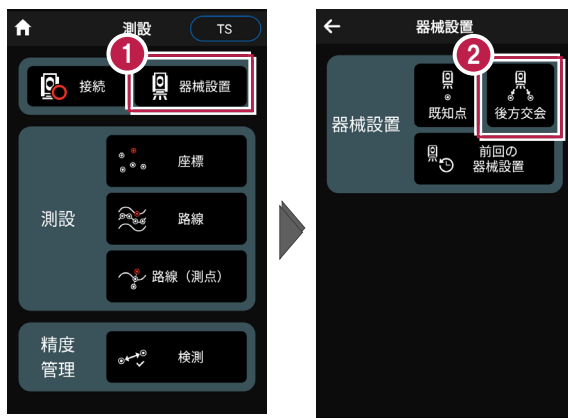 測設
TS
1
接続
器械設置
測設
座標
路線
路線（測点）
精度
管理
検測
器械設置
2
器械設置
既知点
後方交会
前回の
器械設置